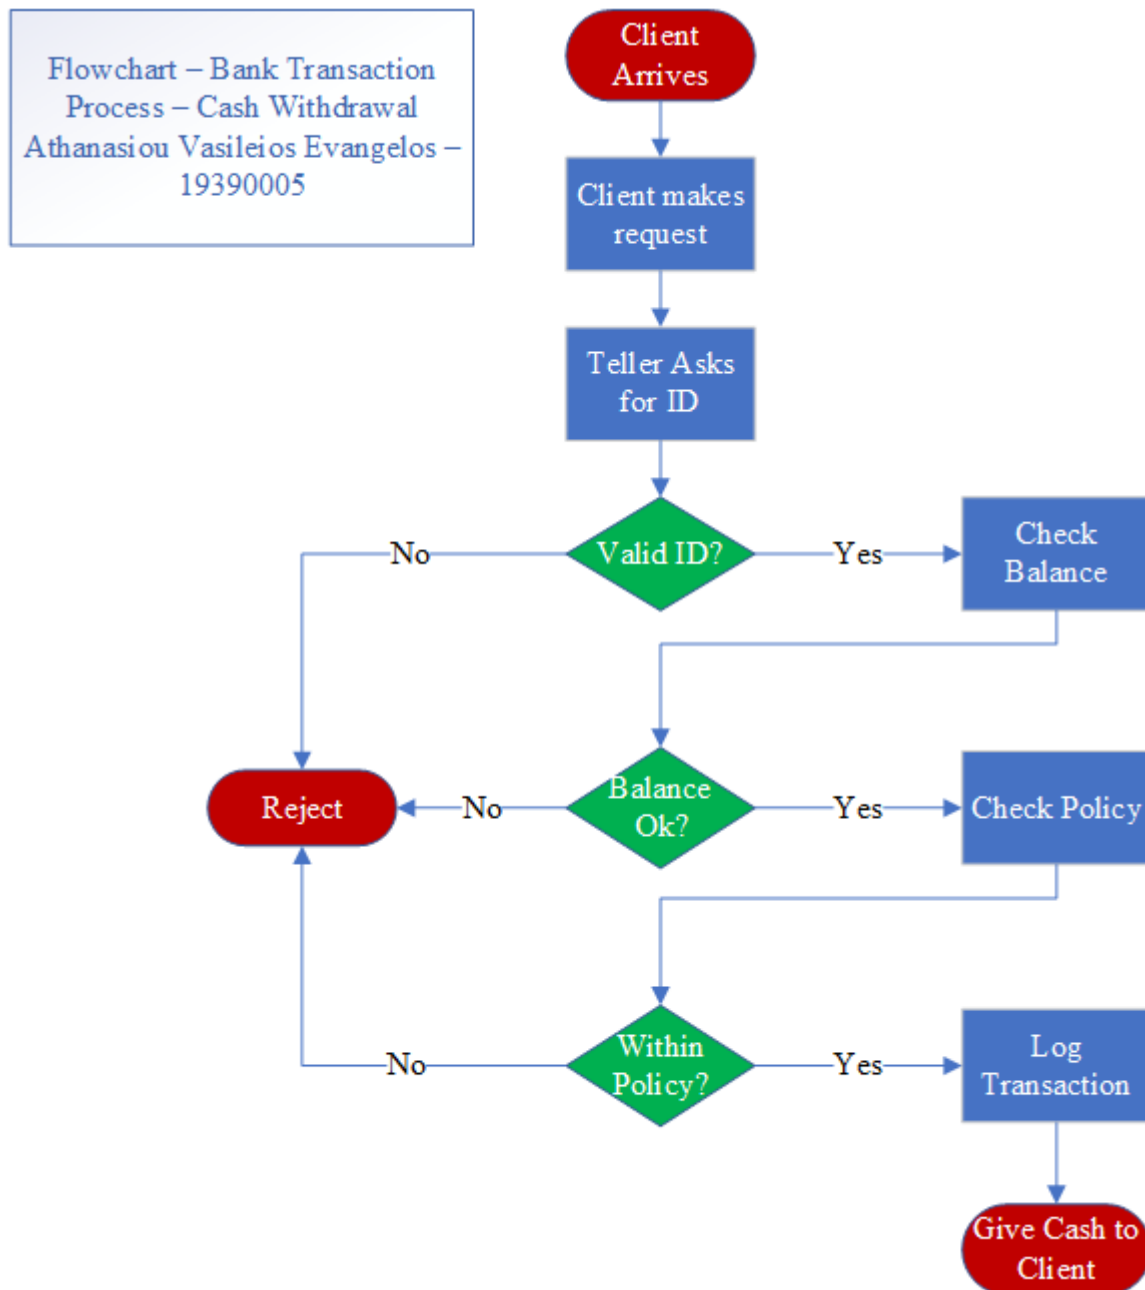 Flowchart – Bank Transaction
Process – Cash Withdrawal
Athanasiou Vasileios Evangelos –
19390005
Client
Arrives
Client makes
request
Teller Asks
for ID
Valid ID?
No
Yes
Check
Balance
Balance
Ok?
No
Yes
Reject
Check Policy
Within
Policy?
No
Yes
Log
Transaction
Give Cash to
Client